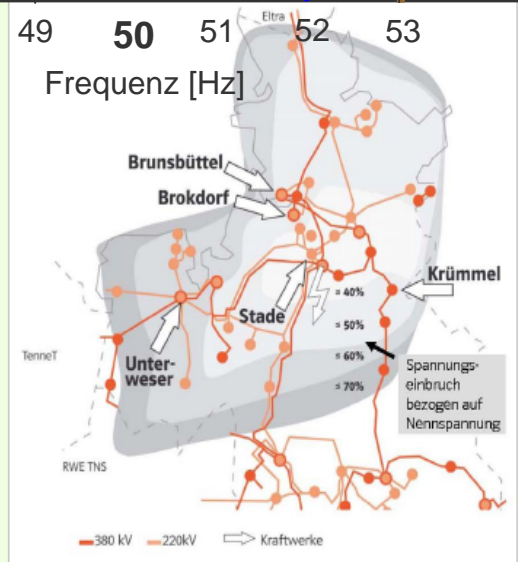 Eltra
49 50 51 52 53
Frequenz [Hz]
Brunsbüttel
Brokdorf
Krümmel
Stade
≤ 40%
≤ 50%
≤ 60%
≤ 70%
Unter-
weser
TenneT
Spannungs-
einbruch
bezogen auf
Nennspannung
RWE TNS
380 kV 220kV Kraftwerke